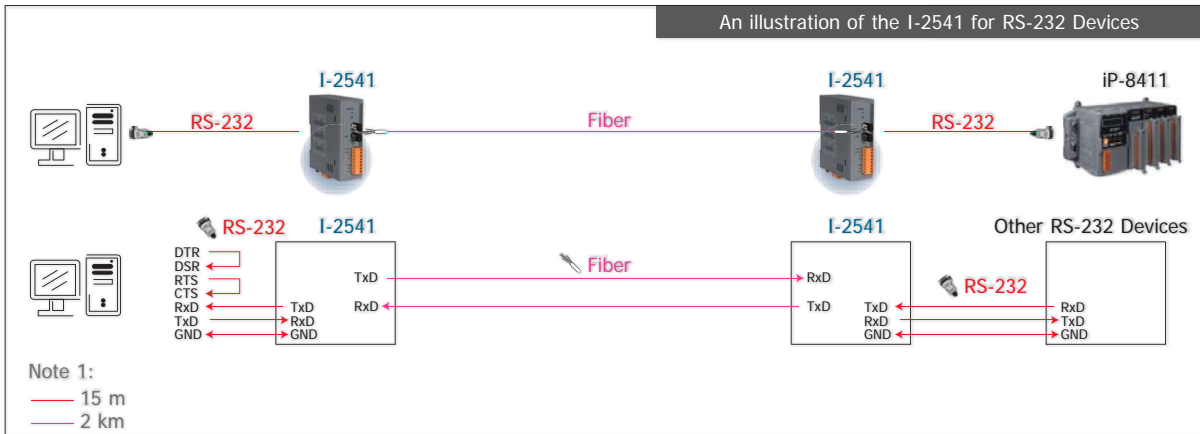 An illustration of the I-2541 for RS-232 Devices
I-2541
I-2541
iP-8411
RS-232
Fiber
RS-232
RS-232
I-2541
I-2541
Other RS-232 Devices
Fiber
RS-232
DTR
DSR
RTS
CTS
RxD
TxD
GND
TxD
RxD
GND
TxD
RxD
RxD
TxD
TxD
RxD
GND
RxD
TxD
GND
Note 1:
15 m
2 km